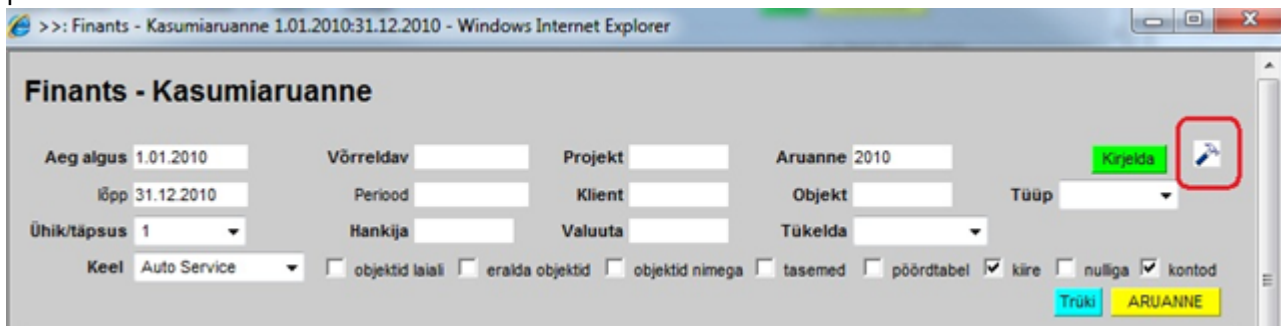 >>: Finants - Kasumiaruanne 1.01.2010:31.12.2010 - Windows Internet Explorer
Finants - Kasumiaruanne
Aeg algus 1.01.2010 Võrreldav Projekt Aruanne 2010 Kirjelda
lõpp 31.12.2010 Periood Klient Objekt Tüüp
Ühik/täpsus 1 Hankija Valuuta Tükelda
Keel Auto Service objektid laiali eralda objektid objektid nimega tasemed pöördtabel kiire nulliga kontod
Trüki ARUANNE